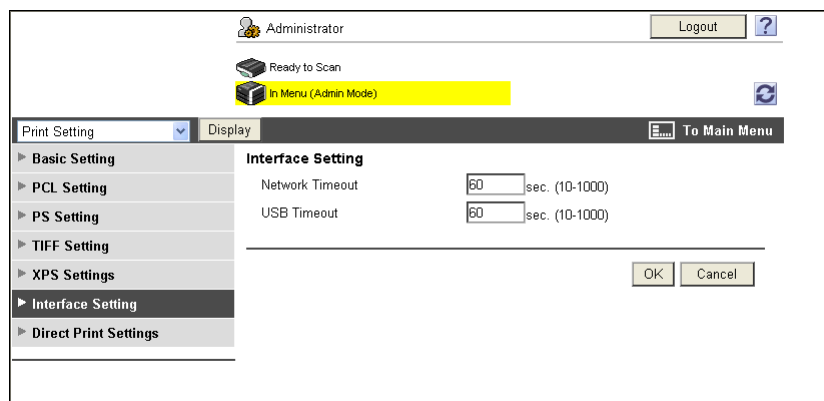 Administrator
Logout
?
Ready to Scan
In Menu (Admin Mode)
Print Setting
Display
To Main Menu
Basic Setting
PCL Setting
PS Setting
TIFF Setting
XPS Settings
Interface Setting
Direct Print Settings
Interface Setting
Network Timeout 60 sec. (10-1000)
USB Timeout 60 sec. (10-1000)
OK Cancel